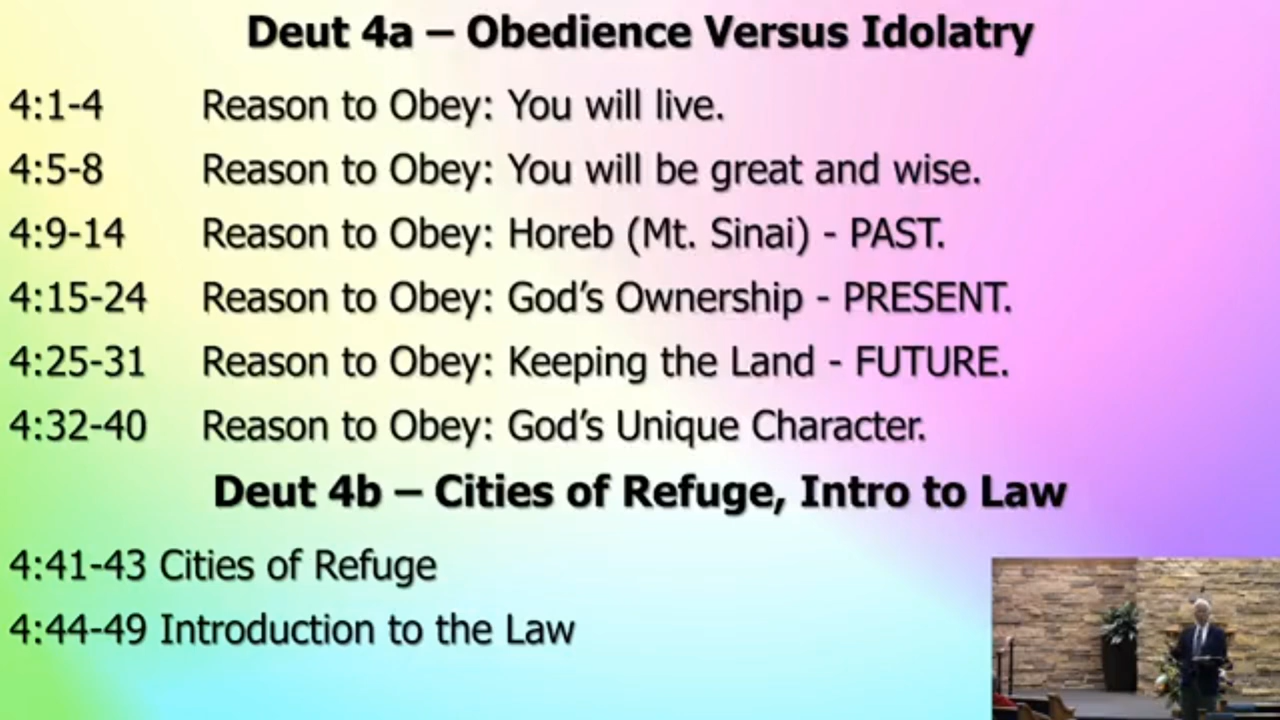 Deut 4a – Obedience Versus Idolatry
4:1-4 Reason to Obey: You will live.
4:5-8 Reason to Obey: You will be great and wise.
4:9-14 Reason to Obey: Horeb (Mt. Sinai) - PAST.
4:15-24 Reason to Obey: God’s Ownership - PRESENT.
4:25-31 Reason to Obey: Keeping the Land - FUTURE.
4:32-40 Reason to Obey: God’s Unique Character.
Deut 4b – Cities of Refuge, Intro to Law
4:41-43 Cities of Refuge
4:44-49 Introduction to the Law